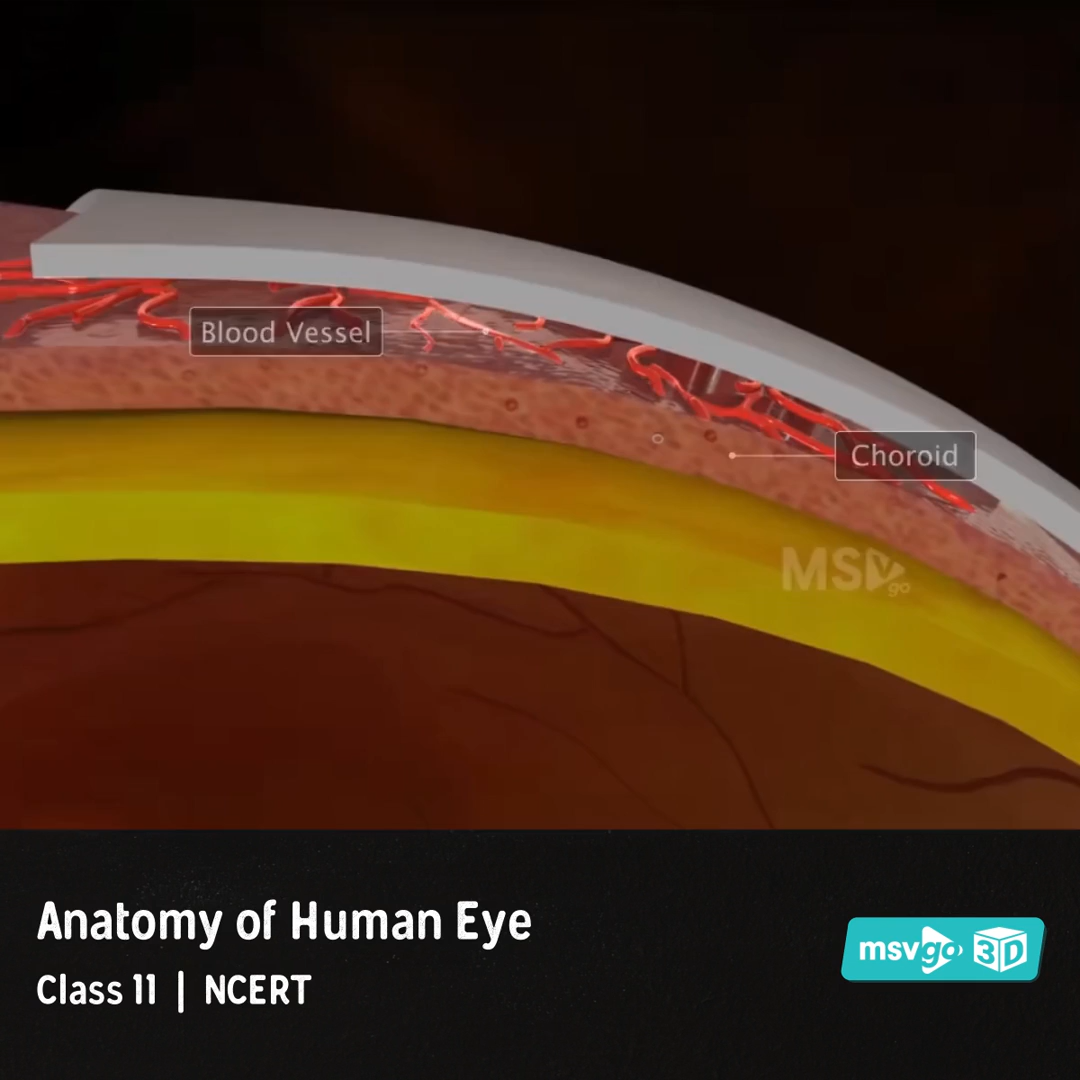 Blood Vessel
Choroid
MSV
go
Anatomy of Human Eye
Class 11 | NCERT
msvgo 3D